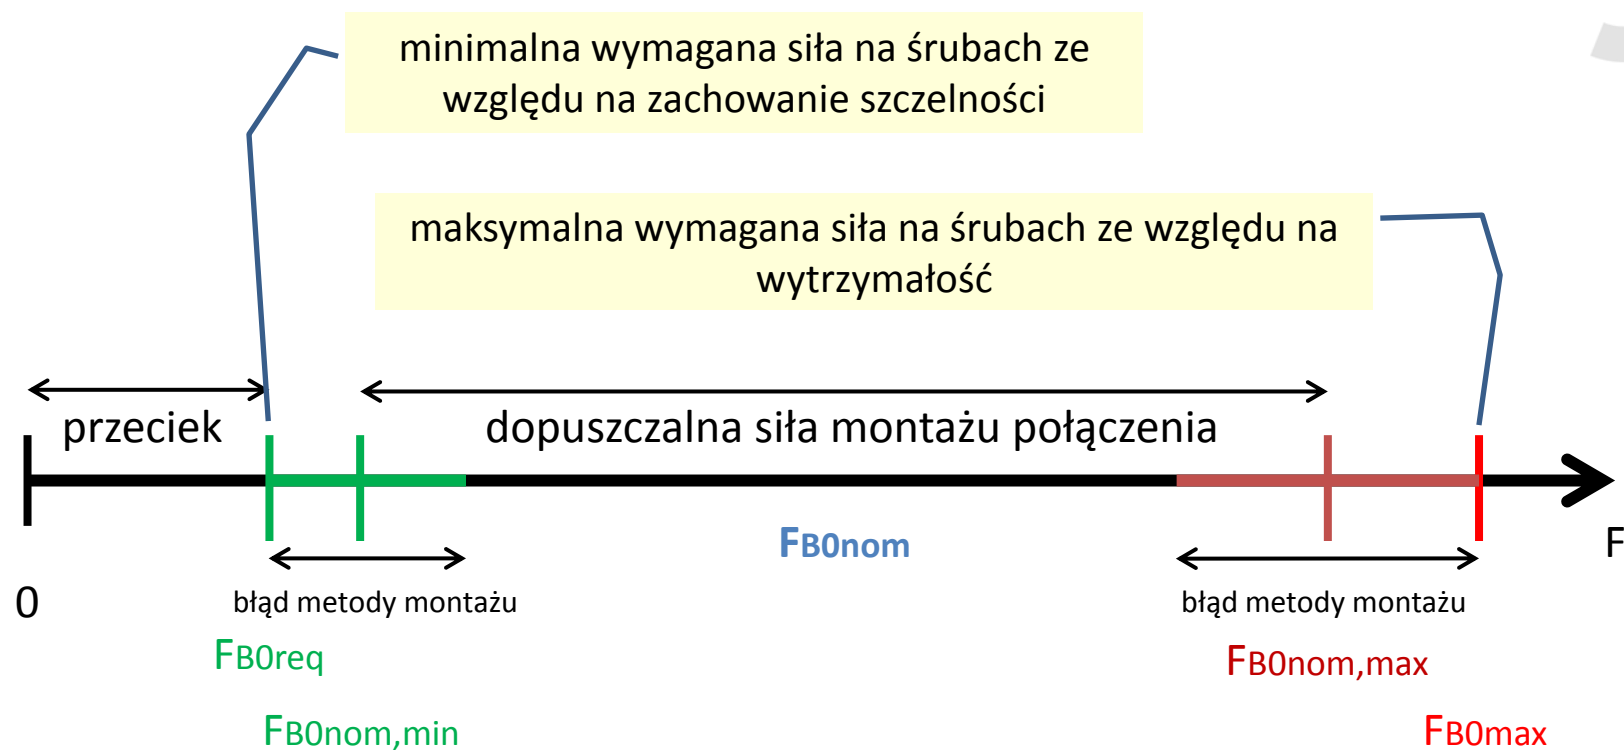 minimalna wymagana siła na śrubach ze
względu na zachowanie szczelności
maksymalna wymagana siła na śrubach ze względu na
wytrzymałość
przeciek
dopuszczalna siła montażu połączenia
FB0nom
F
0
błąd metody montażu
błąd metody montażu
FB0req
FB0nom,max
FB0nom,min
FB0max